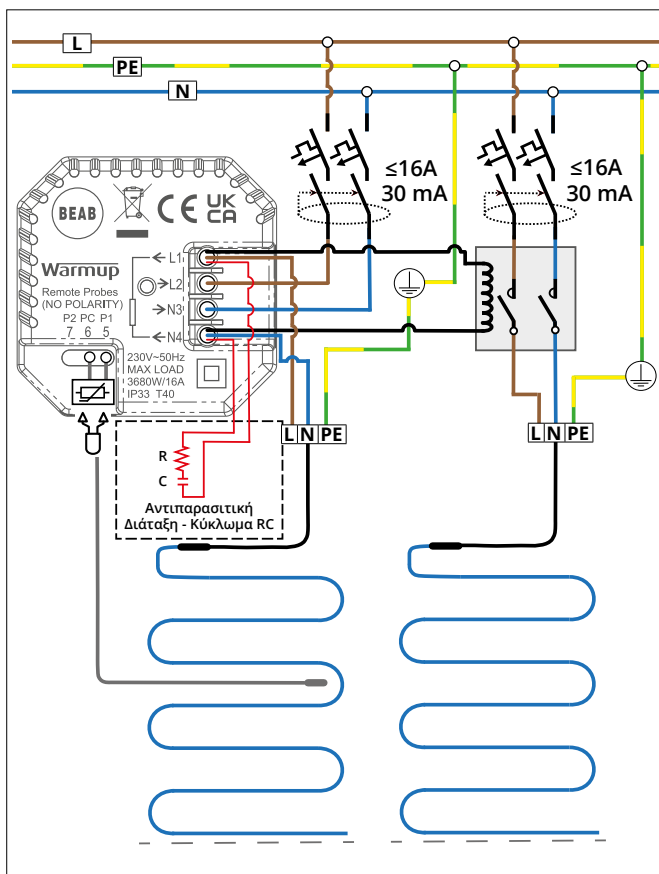 L
PE
N
≤16A
30 mA
≤16A
30 mA
BEAB
CE UK CA
Warmup
Remote Probes
(NO POLARITY)
P2 PC P1
7 6 5
L1
L2
N3
N4
230V~50Hz
MAX LOAD
3680W/16A
IP33 T40
L N PE
L N PE
R
C
Αντιπαρασιτική
Διάταξη - Κύκλωμα RC